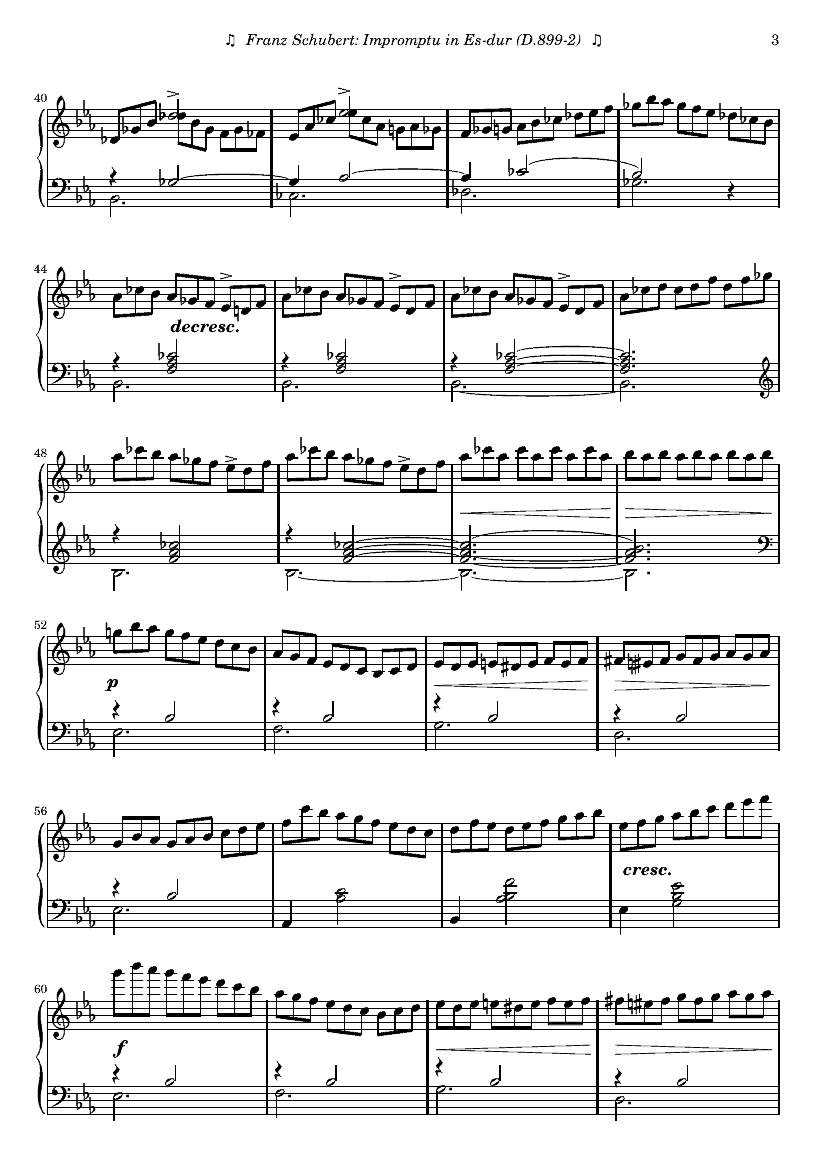 ♫ Franz Schubert: Impromptu in Es-dur (D.899-2) ♫ 3
40
44
decresc.
48
52
p
56
cresc.
60
f